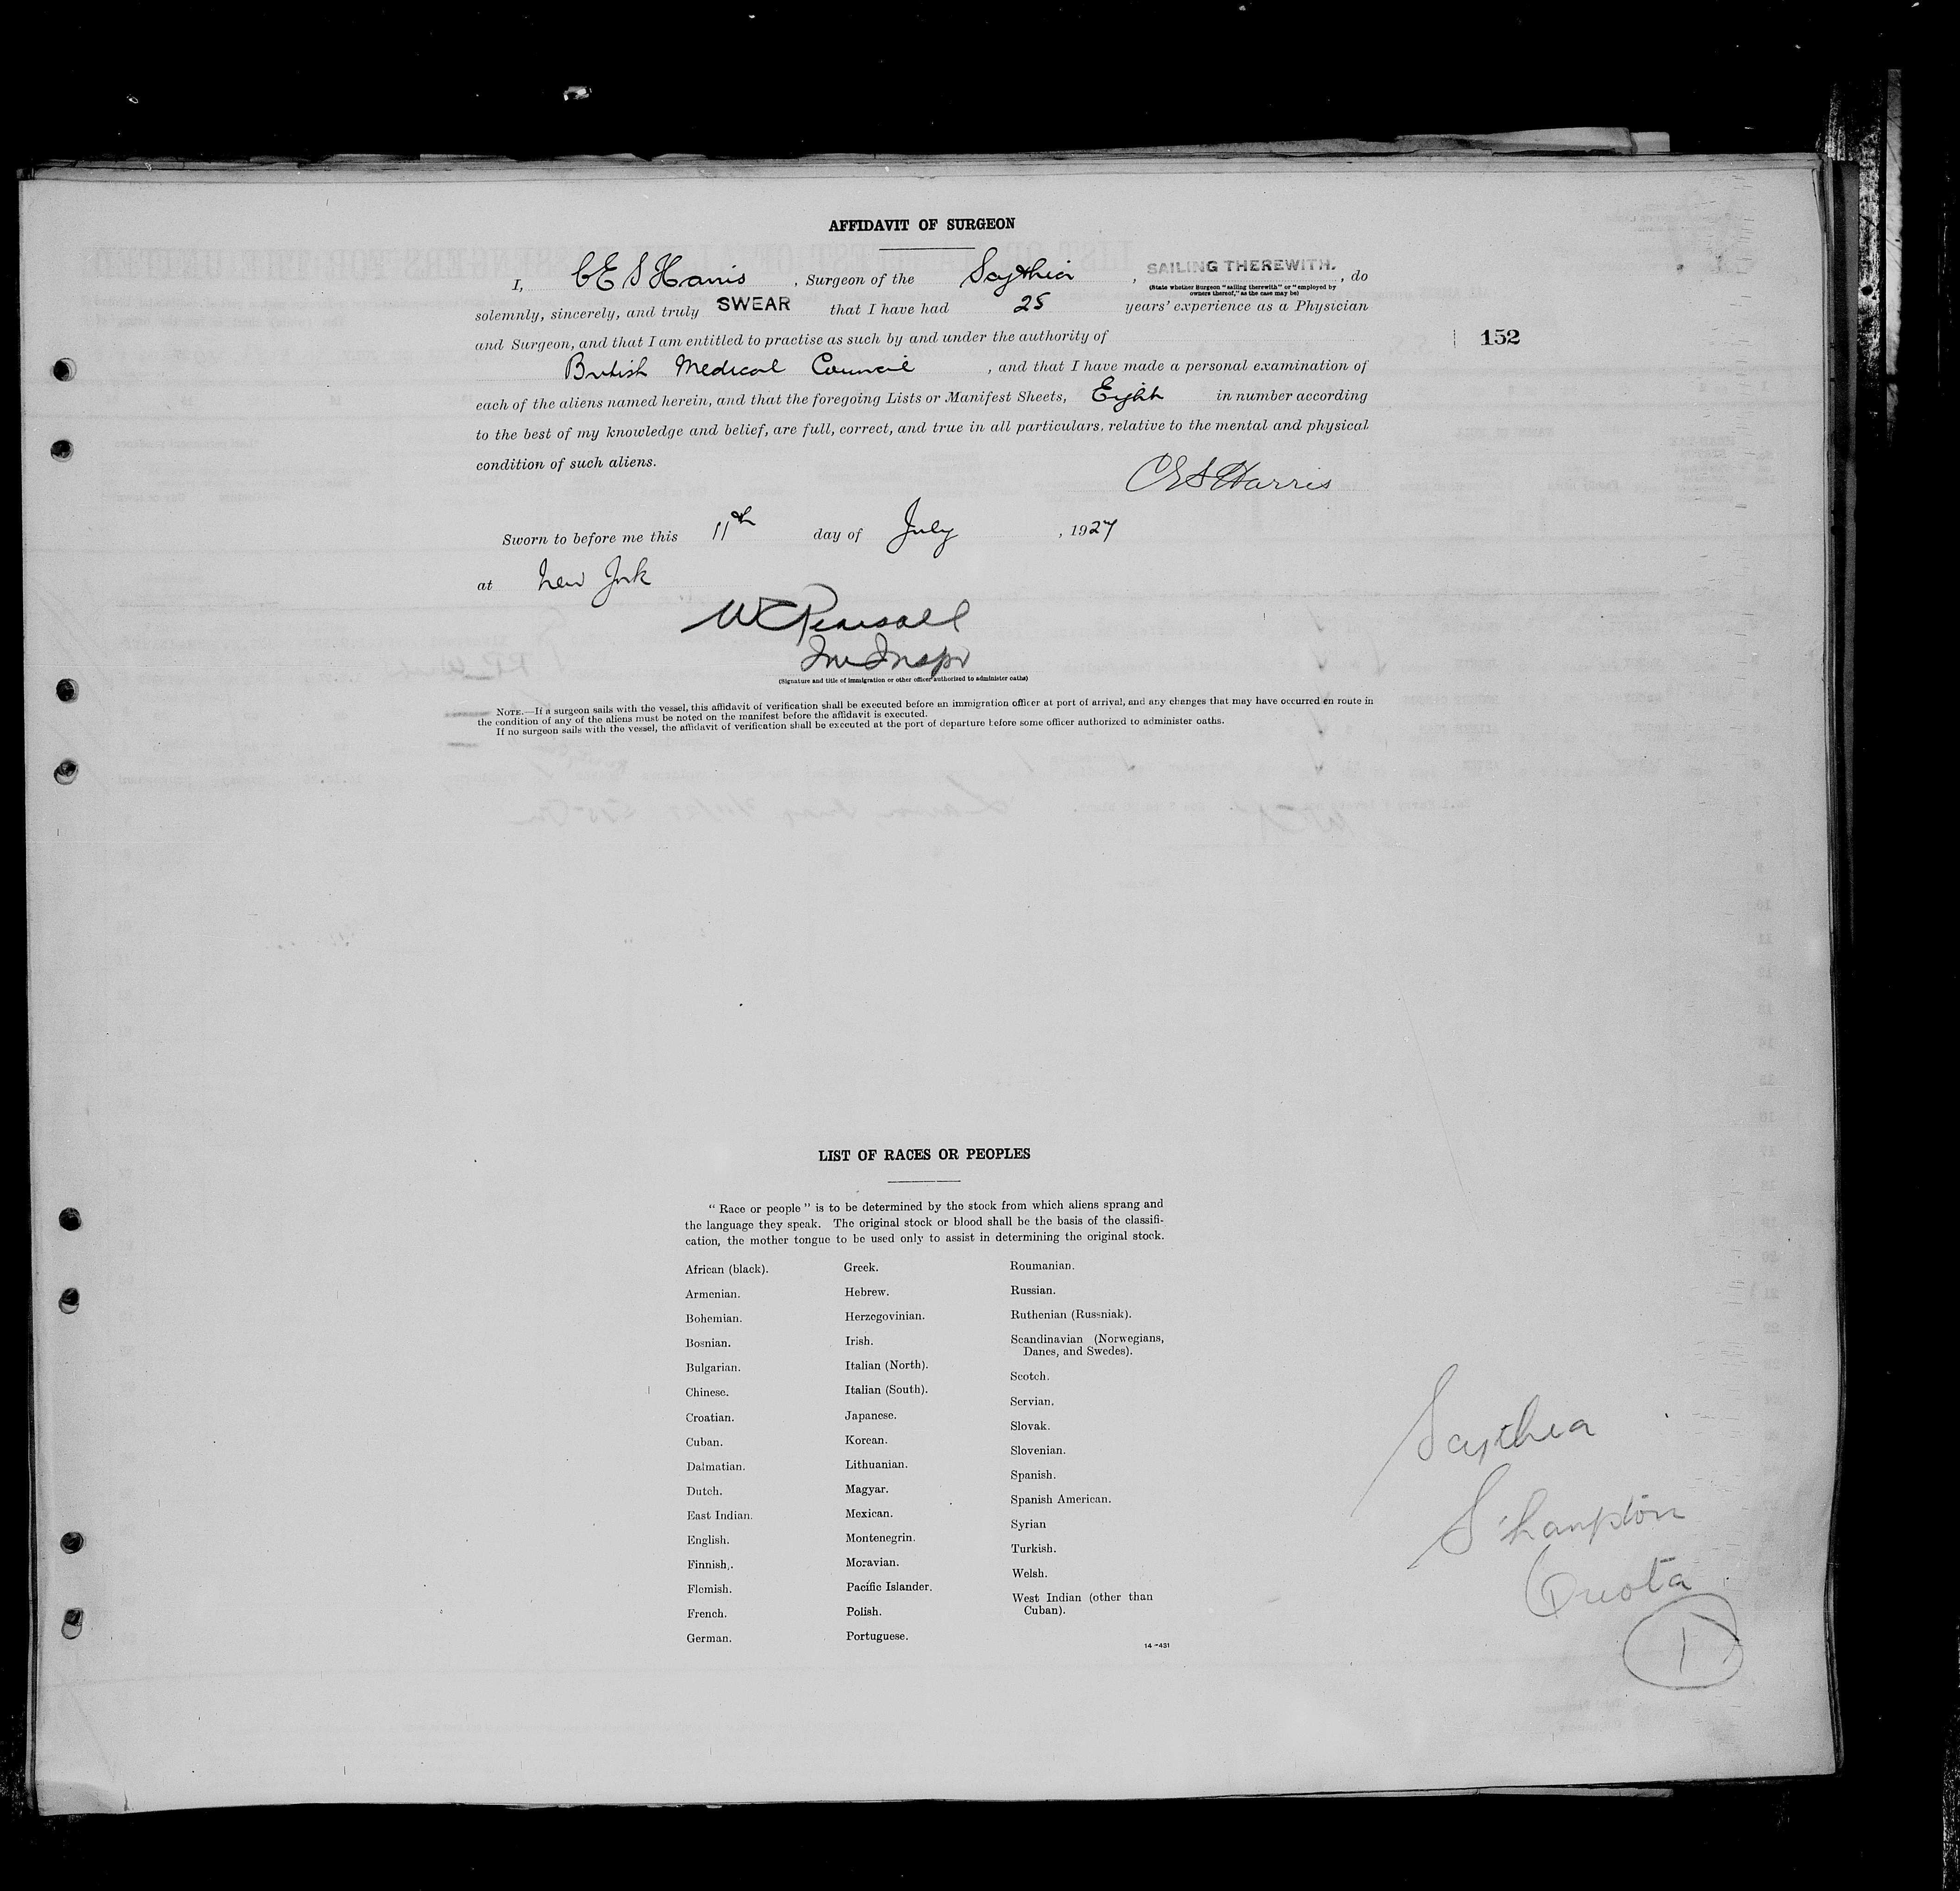 AFFIDAVIT OF SURGEON
I, C E S Harris, Surgeon of the Scythia, SAILING THEREWITH., do
(State whether Surgeon "sailing therewith" or "employed by
owners thereof," as the case may be)
solemnly, sincerely, and truly SWEAR that I have had 25 years' experience as a Physician
and Surgeon, and that I am entitled to practise as such by and under the authority of
152
British Medical Council, and that I have made a personal examination of
each of the aliens named herein, and that the foregoing Lists or Manifest Sheets, Eight in number according
to the best of my knowledge and belief, are full, correct, and true in all particulars, relative to the mental and physical
condition of such aliens.
C E S Harris
Sworn to before me this 11th day of July, 1927
at New York
W C Pearsall
Imm Inspr
(Signature and title of immigration or other officer authorized to administer oaths)
NOTE.—If a surgeon sails with the vessel, this affidavit of verification shall be executed before an immigration officer at port of arrival, and any changes that may have occurred en route in
the condition of any of the aliens must be noted on the manifest before the affidavit is executed.
If no surgeon sails with the vessel, the affidavit of verification shall be executed at the port of departure before some officer authorized to administer oaths.
LIST OF RACES OR PEOPLES
"Race or people" is to be determined by the stock from which aliens sprang and
the language they speak. The original stock or blood shall be the basis of the classifi-
cation, the mother tongue to be used only to assist in determining the original stock.
African (black).
Armenian.
Bohemian.
Bosnian.
Bulgarian.
Chinese.
Croatian.
Cuban.
Dalmatian.
Dutch.
East Indian.
English.
Finnish.
Flemish.
French.
German.
Greek.
Hebrew.
Herzegovinian.
Irish.
Italian (North).
Italian (South).
Japanese.
Korean.
Lithuanian.
Magyar.
Mexican.
Montenegrin.
Moravian.
Pacific Islander.
Polish.
Portuguese.
Roumanian.
Russian.
Ruthenian (Russniak).
Scandinavian (Norwegians,
Danes, and Swedes).
Scotch.
Servian.
Slovak.
Slovenian.
Spanish.
Spanish American.
Syrian
Turkish.
Welsh.
West Indian (other than
Cuban).
14—431
Scythia
S'hampton
Quota
1